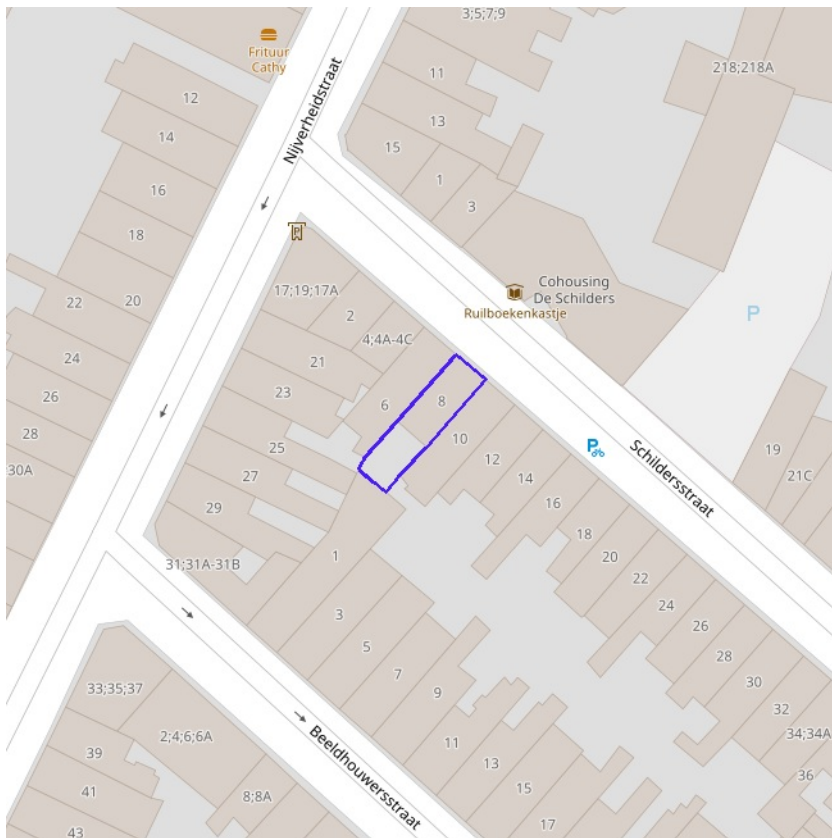 3;5;7;9
Frituur
Cathy
11
218;218A
12
13
14
Nijverheidstraat
15
16
1
3
18
Cohousing
De Schilders
17;19;17A
22
20
Ruilboekenkastje
P
2
4;4A-4C
24
21
23
26
6
8
28
25
10
Schildersstraat
30A
27
12
P
19
14
21C
29
16
18
31;31A-31B
1
20
22
24
3
26
5
28
7
30
33;35;37
9
32
2;4;6;6A
11
34;34A
39
13
36
41
15
Beeldhouwersstraat
8;8A
43
17